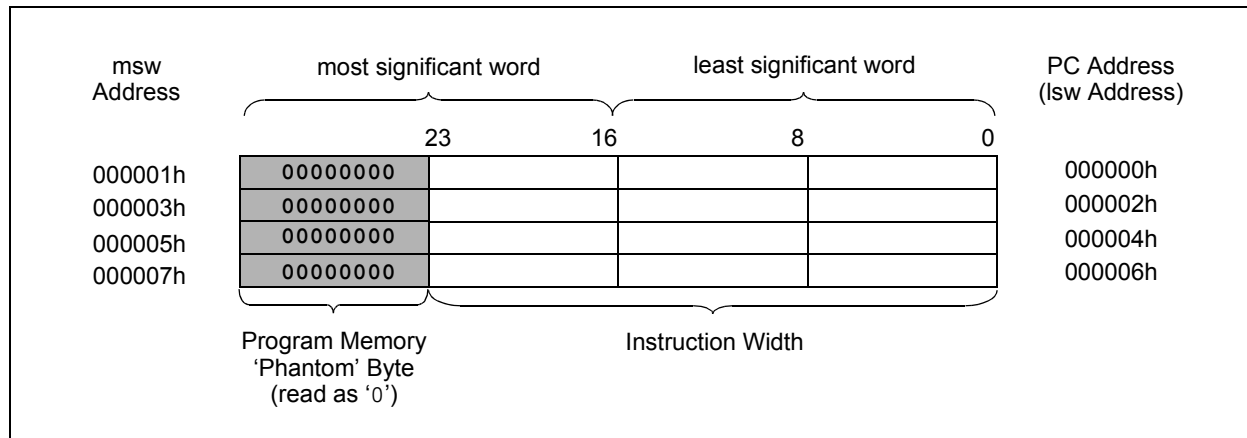 msw
Address
most significant word
least significant word
PC Address
(lsw Address)
23 16 8 0
000001h 00000000 000000h
000003h 00000000 000002h
000005h 00000000 000004h
000007h 00000000 000006h
Program Memory
‘Phantom’ Byte
(read as ‘0’)
Instruction Width